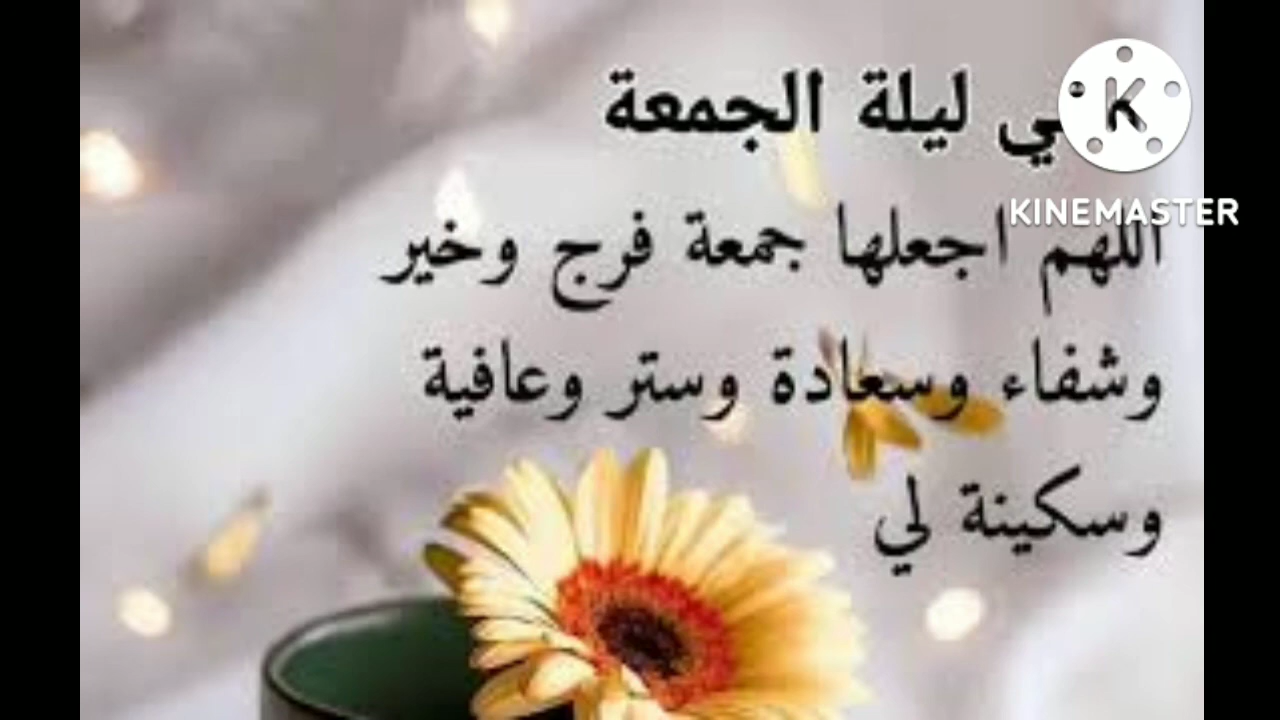 ليلة الجمعة
KINEMASTER
اللهم اجعلها جمعة فرج وخير
وشفاء وسعادة وستر وعافية
وسكينة لي